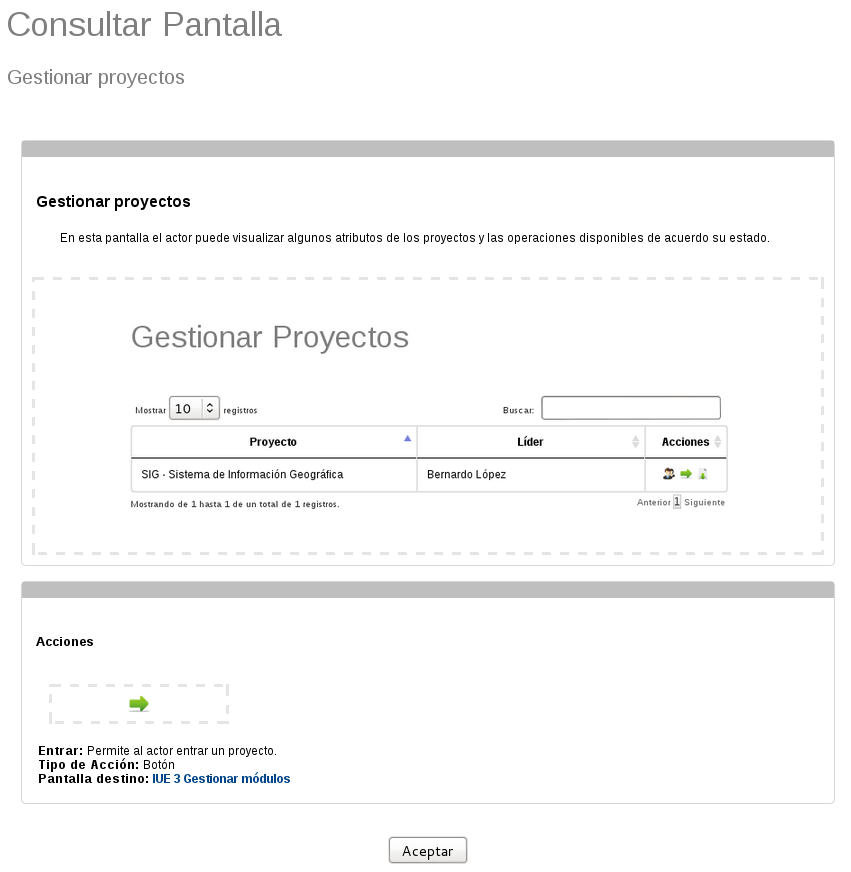 Consultar Pantalla
Gestionar proyectos
Gestionar proyectos
En esta pantalla el actor puede visualizar algunos atributos de los proyectos y las operaciones disponibles de acuerdo su estado.
Gestionar Proyectos
Mostrar 10 registros Buscar:
Proyecto Líder Acciones
SIG - Sistema de Información Geográfica Bernardo López
Mostrando de 1 hasta 1 de un total de 1 registros. Anterior 1 Siguiente
Acciones
Entrar: Permite al actor entrar un proyecto.
Tipo de Acción: Botón
Pantalla destino: IUE 3 Gestionar módulos
Aceptar